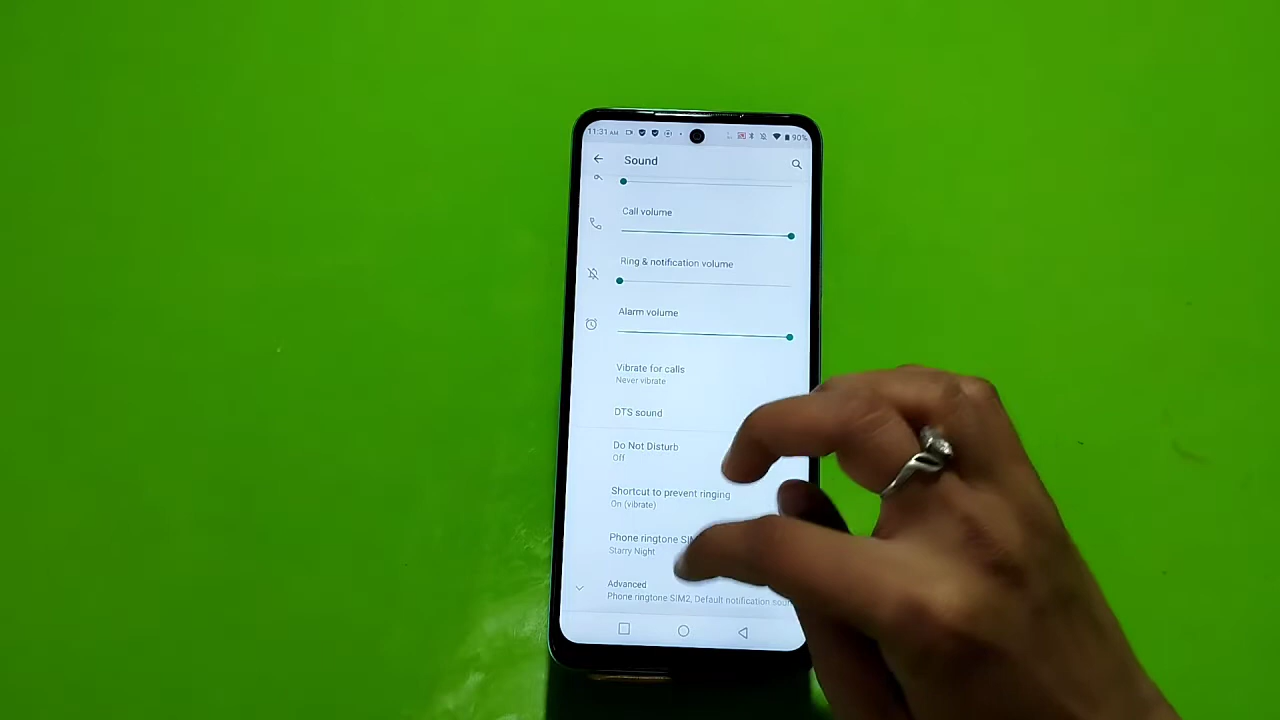 11:31 AM
90%
Sound
Call volume
Ring & notification volume
Alarm volume
Vibrate for calls
Never vibrate
DTS sound
Do Not Disturb
Off
Shortcut to prevent ringing
On (vibrate)
Phone ringtone
Starry Night
Advanced
Phone ringtone SIM2, Default notification